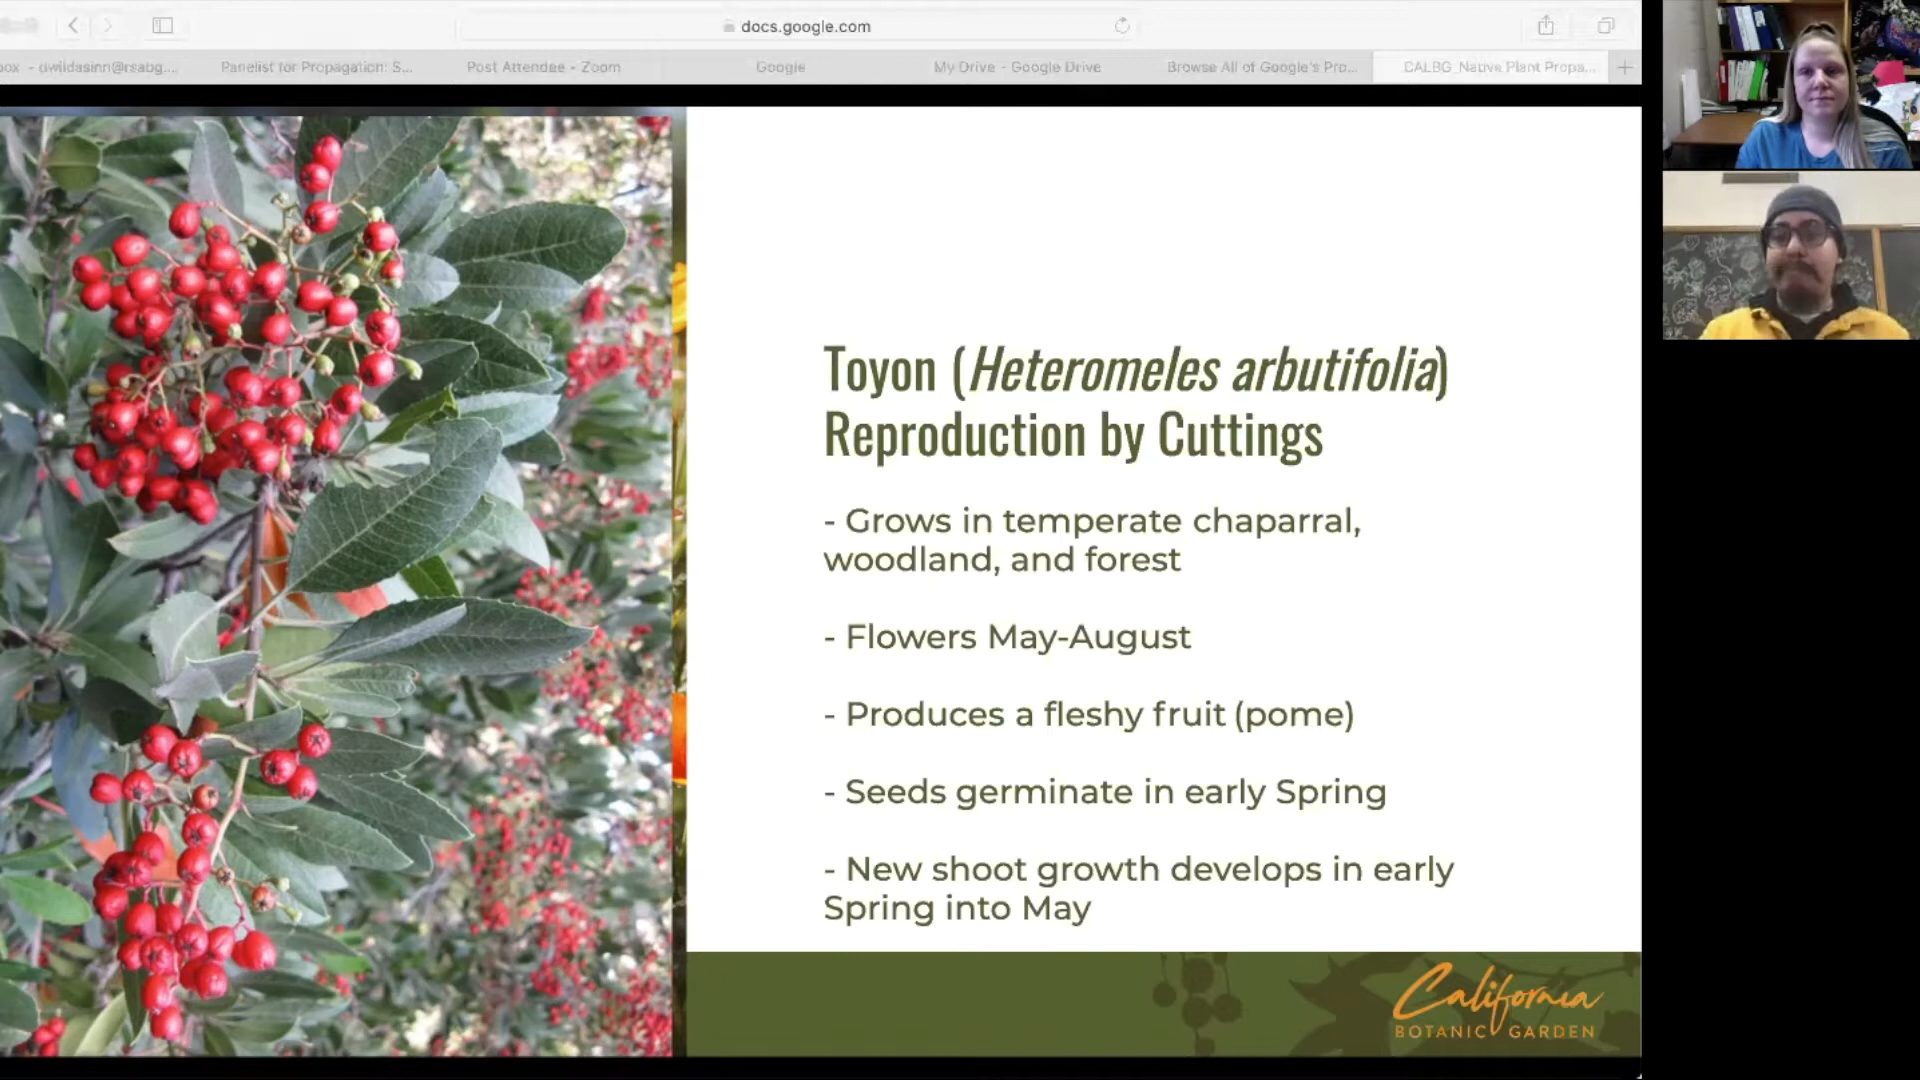 docs.google.com
Panelist for Propagation: S...
Post Attendee - Zoom
Google
My Drive - Google Drive
Browse All of Google's Pro...
CALBG_Native Plant Propa...
Toyon (Heteromeles arbutifolia)
Reproduction by Cuttings
- Grows in temperate chaparral,
woodland, and forest
- Flowers May-August
- Produces a fleshy fruit (pome)
- Seeds germinate in early Spring
- New shoot growth develops in early
Spring into May
California
BOTANIC GARDEN